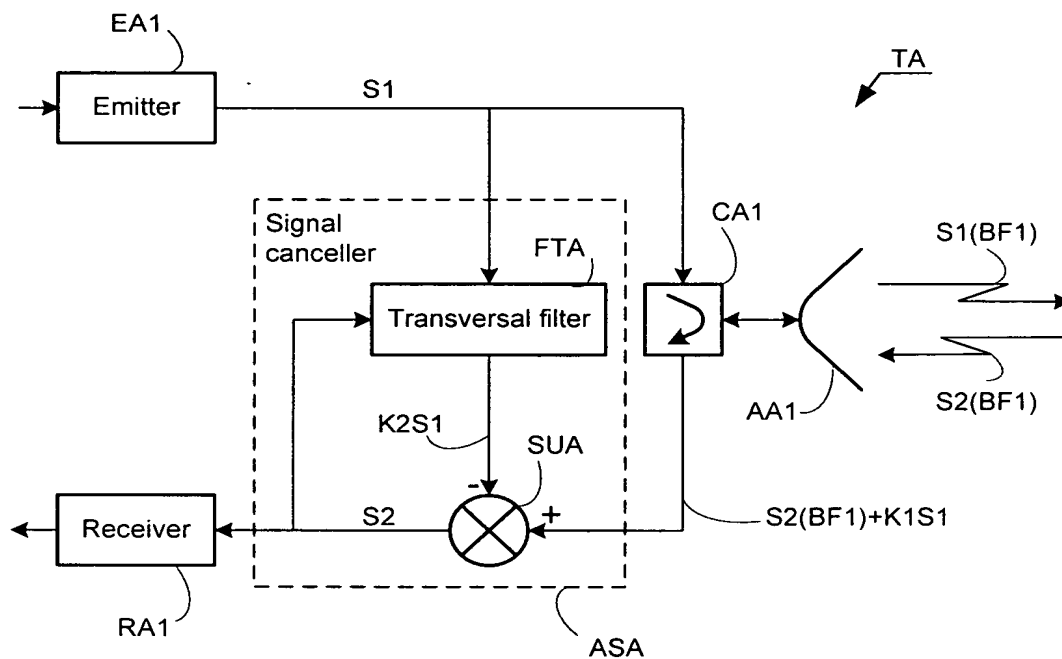 EA1
TA
Emitter
S1
Signal
canceller
CA1
S1(BF1)
FTA
Transversal filter
K2S1
AA1
S2(BF1)
SUA
-
+
S2
S2(BF1)+K1S1
Receiver
RA1
ASA